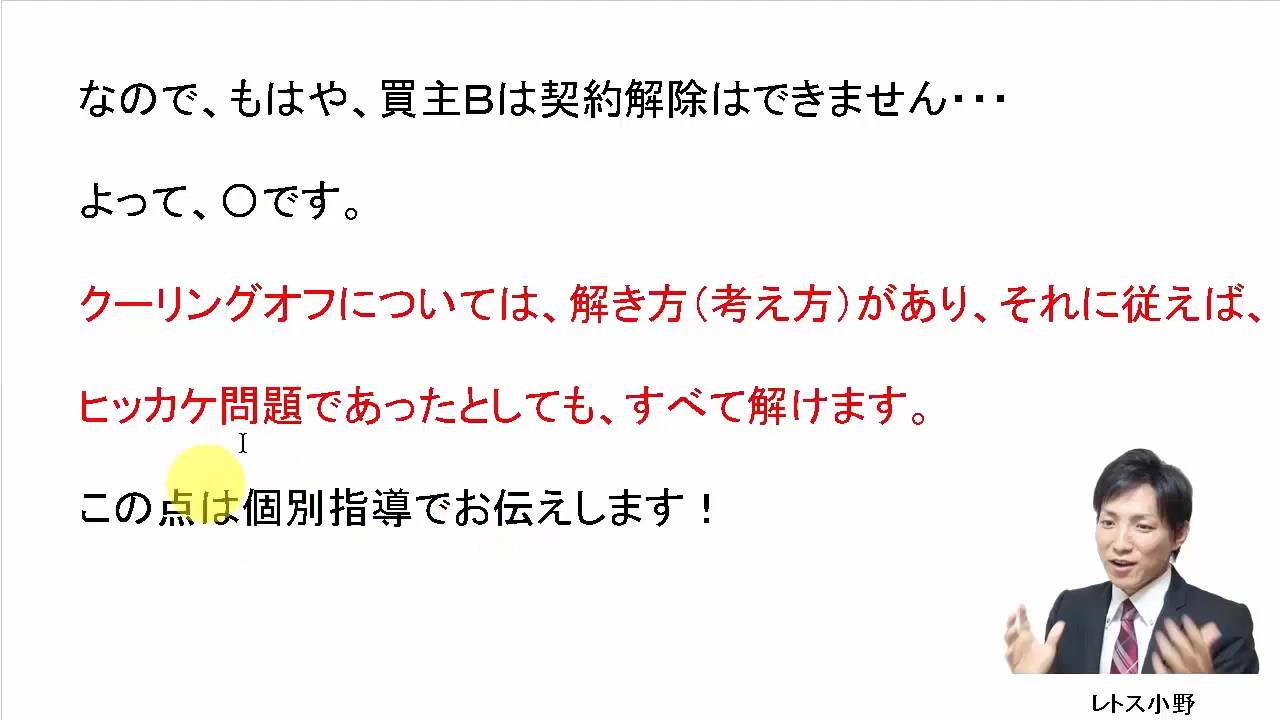 なので、もはや、買主Bは契約解除はできません・・・
よって、〇です。
クーリングオフについては、解き方（考え方）があり、それに従えば、
ヒッカケ問題であったとしても、すべて解けます。
この点は個別指導でお伝えします！
レトス小野